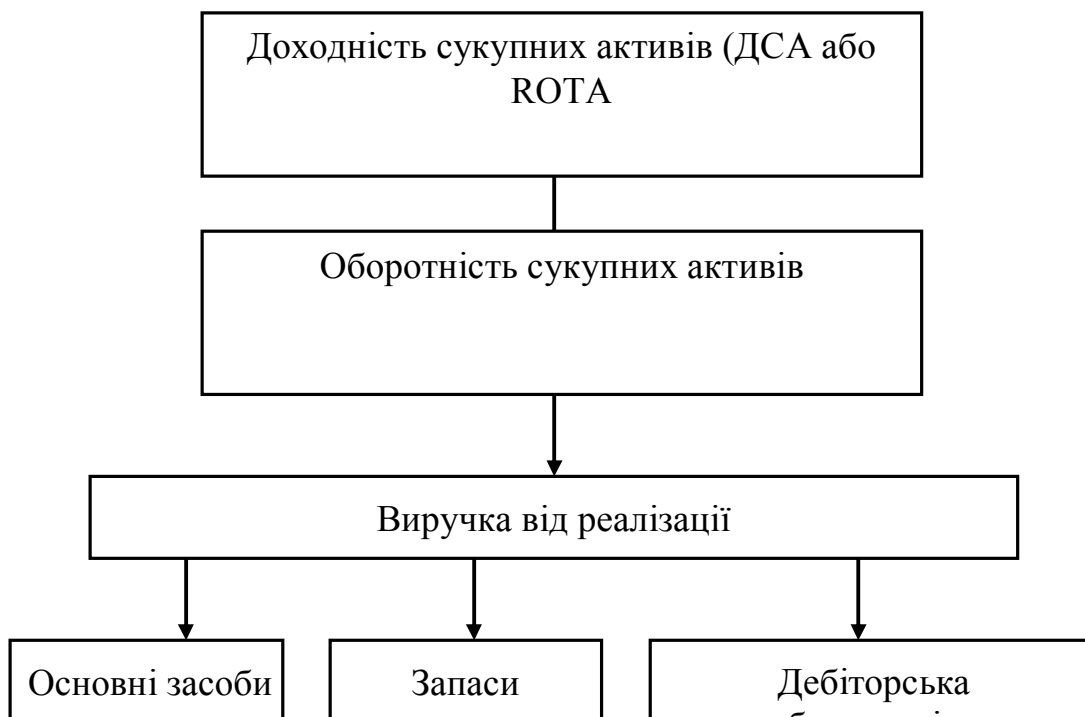 Доходність сукупних активів (ДСА або
ROTA
Оборотність сукупних активів
Виручка від реалізації
Основні засоби
Запаси
Дебіторська